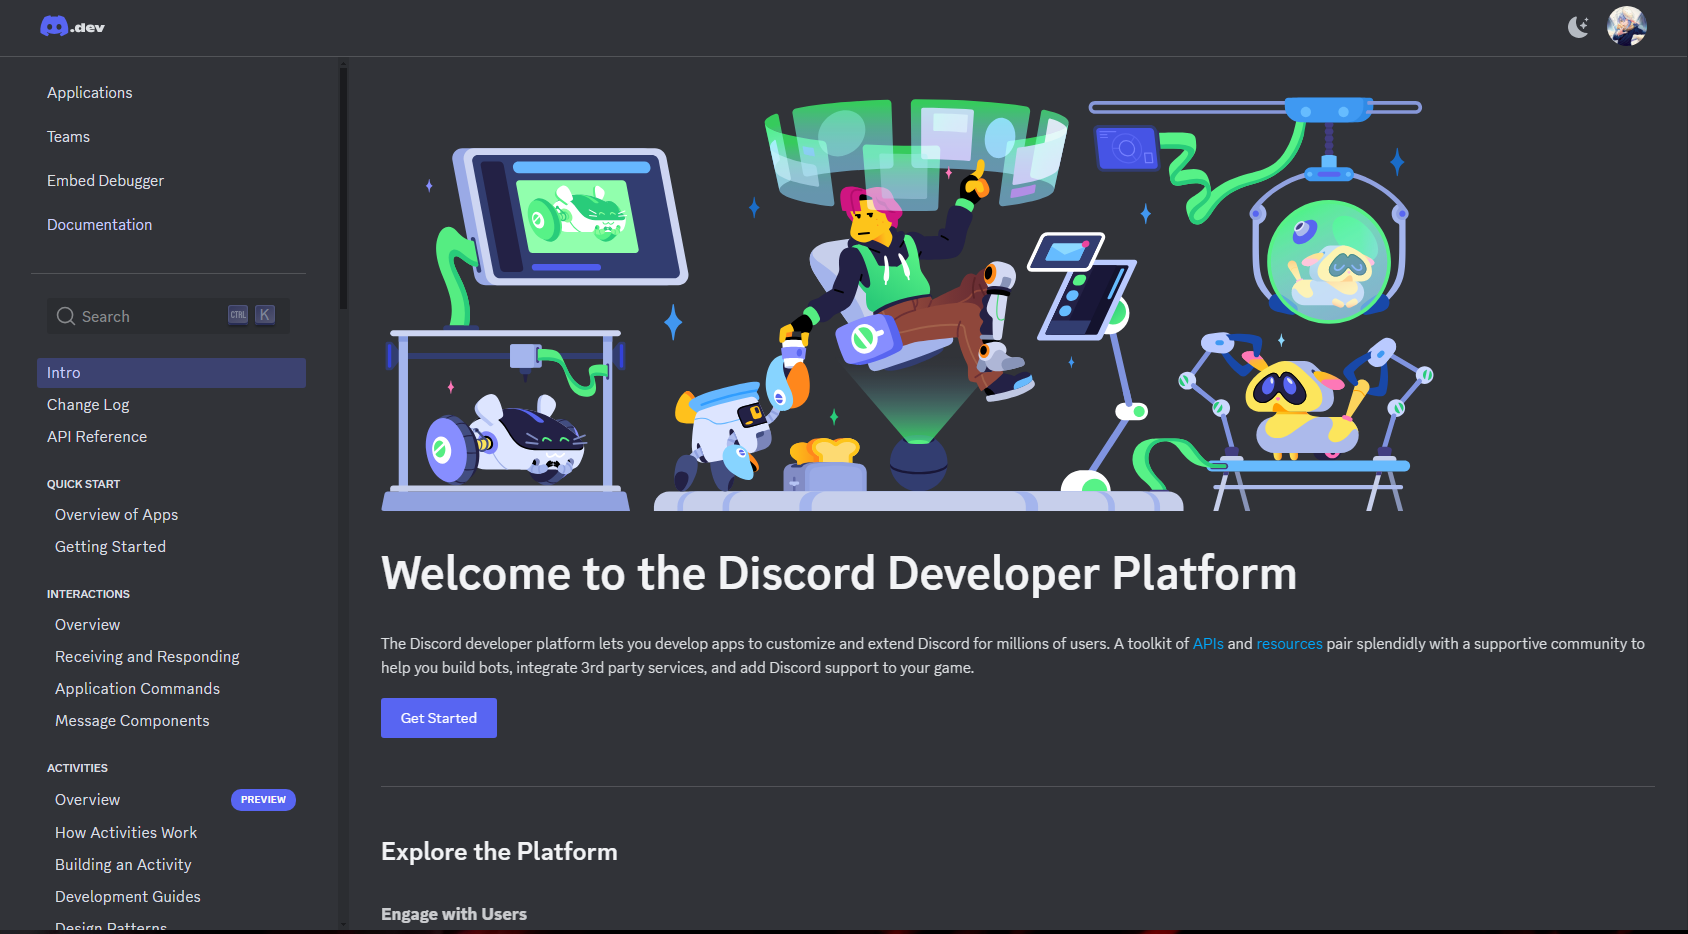 .dev
Applications
Teams
Embed Debugger
Documentation
Search CTRL K
Intro
Change Log
API Reference
QUICK START
Overview of Apps
Getting Started
INTERACTIONS
Overview
Receiving and Responding
Application Commands
Message Components
ACTIVITIES
Overview PREVIEW
How Activities Work
Building an Activity
Development Guides
Design Patterns
Welcome to the Discord Developer Platform
The Discord developer platform lets you develop apps to customize and extend Discord for millions of users. A toolkit of APIs and resources pair splendidly with a supportive community to
help you build bots, integrate 3rd party services, and add Discord support to your game.
Get Started
Explore the Platform
Engage with Users